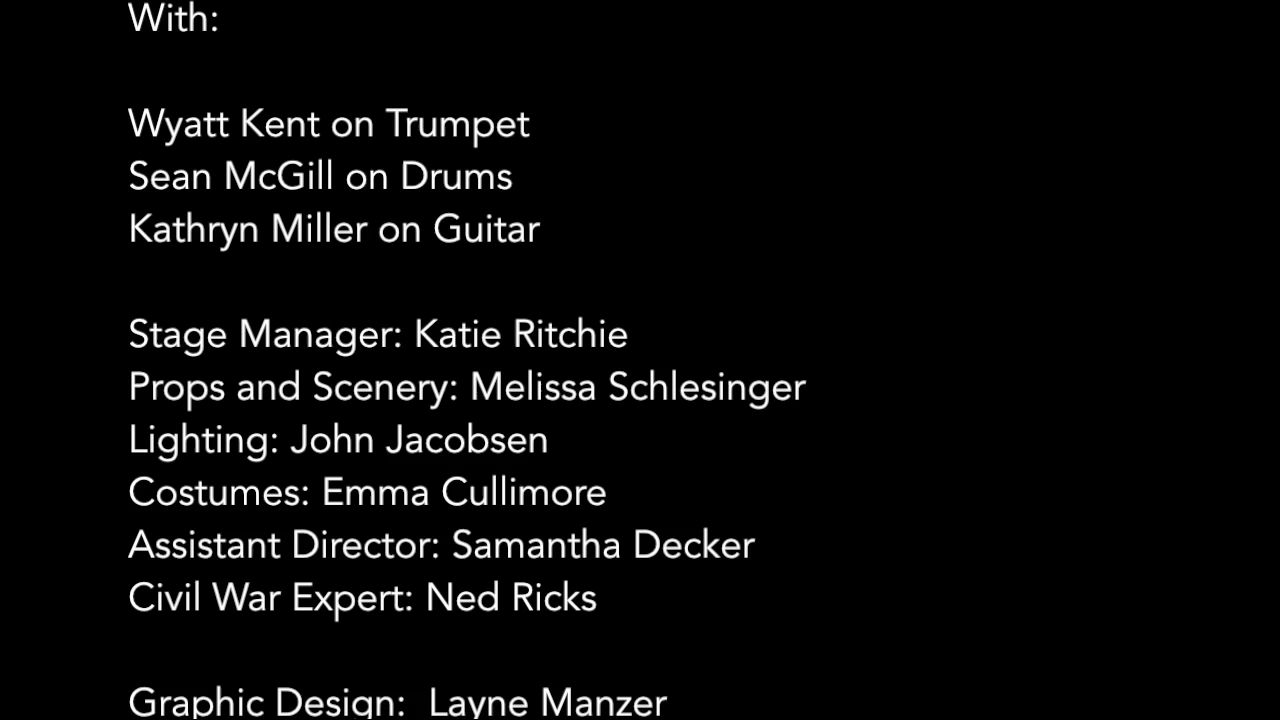 With:
Wyatt Kent on Trumpet
Sean McGill on Drums
Kathryn Miller on Guitar
Stage Manager: Katie Ritchie
Props and Scenery: Melissa Schlesinger
Lighting: John Jacobsen
Costumes: Emma Cullimore
Assistant Director: Samantha Decker
Civil War Expert: Ned Ricks
Graphic Design:  Layne Manzer